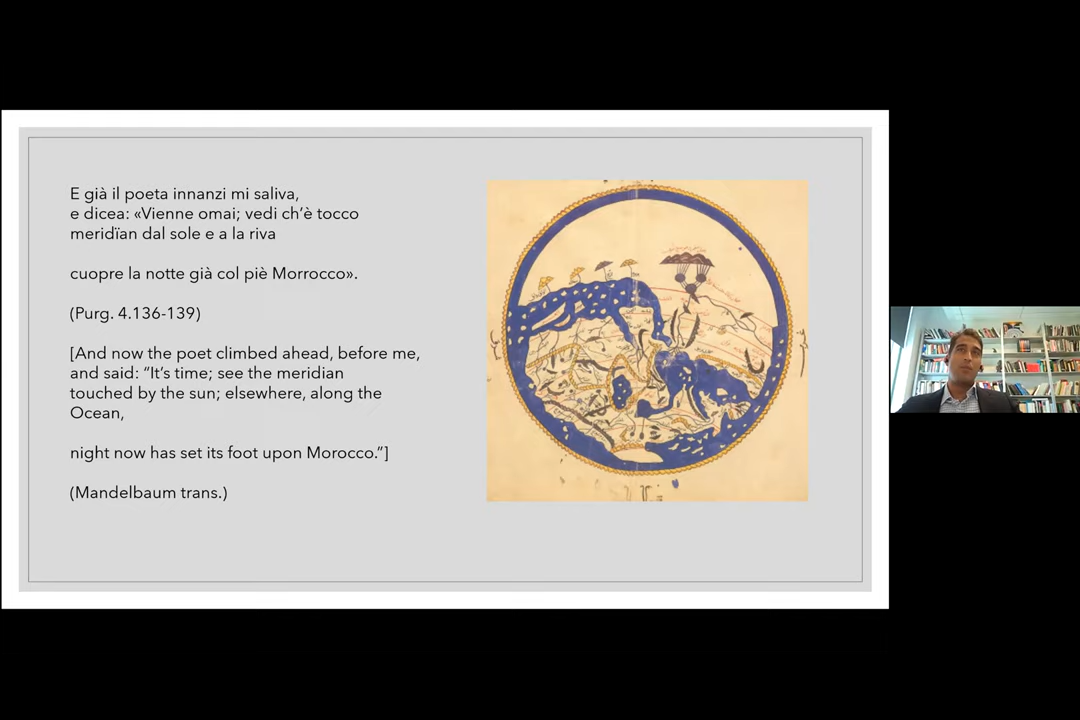 E già il poeta innanzi mi saliva,
e dicea: «Vienne omai; vedi ch’è tocco
meridïan dal sole e a la riva
cuopre la notte già col piè Morrocco».
(Purg. 4.136-139)
[And now the poet climbed ahead, before me,
and said: “It’s time; see the meridian
touched by the sun; elsewhere, along the
Ocean,
night now has set its foot upon Morocco.”]
(Mandelbaum trans.)